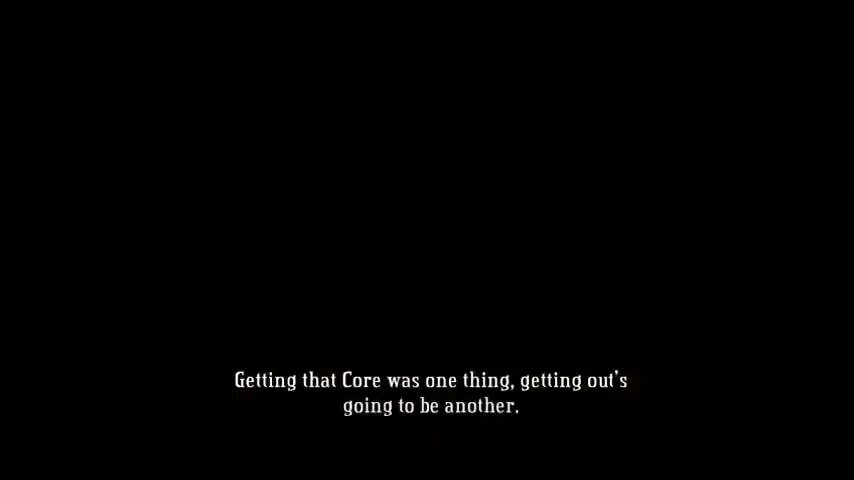 Getting that Core was one thing, getting out's
going to be another.